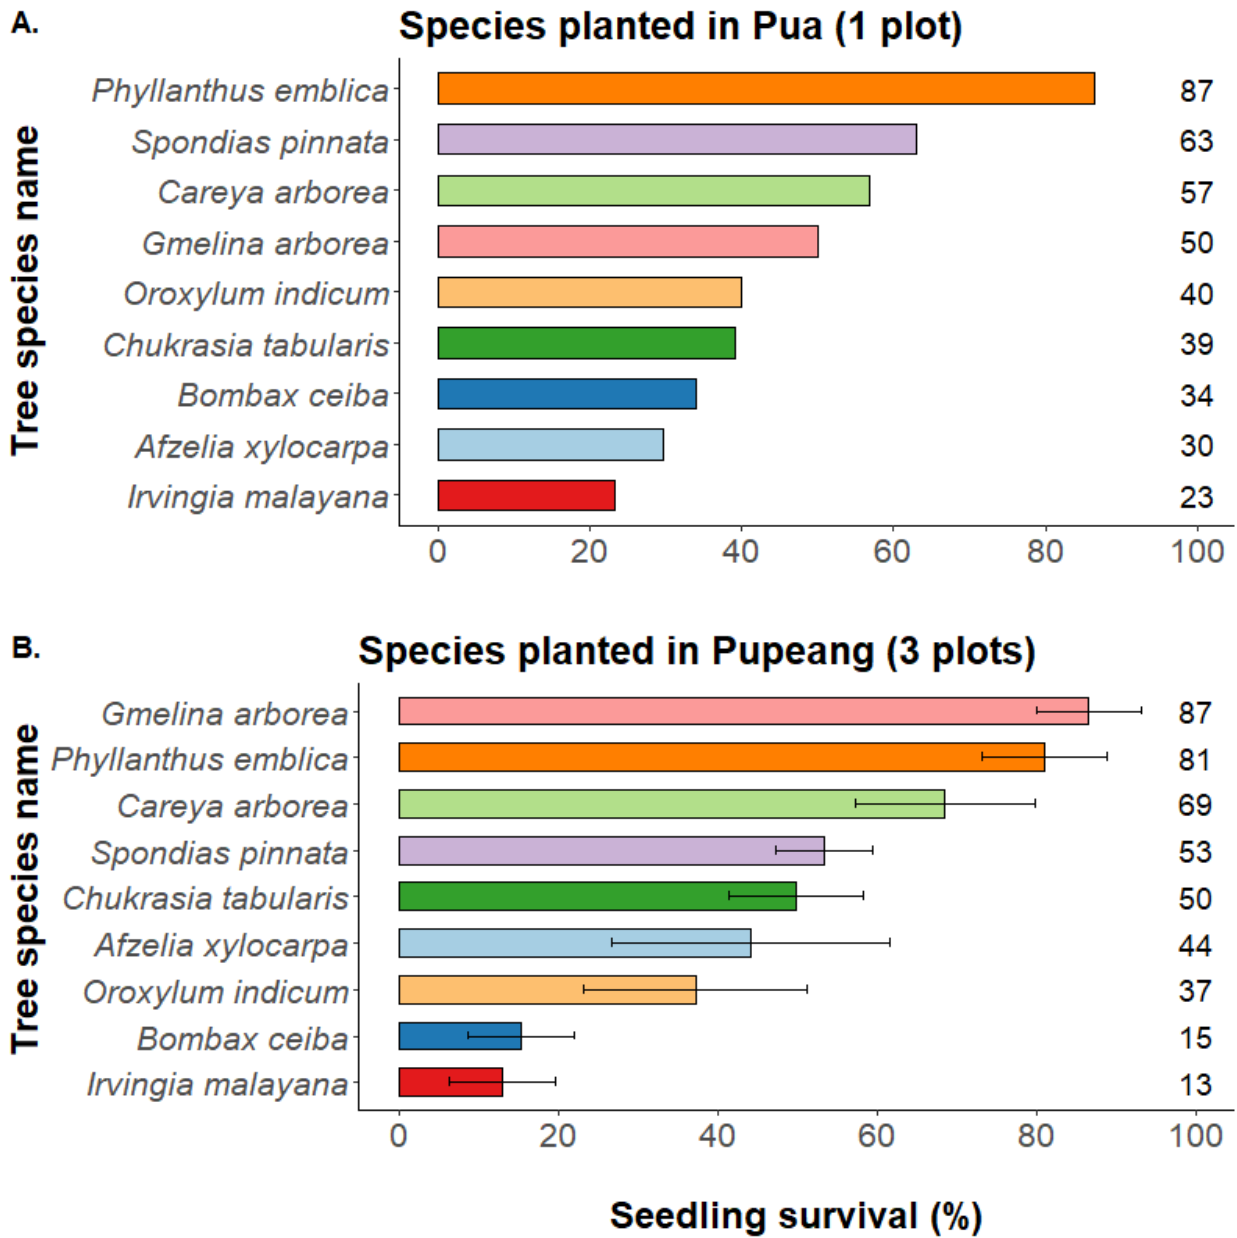 A.
Species planted in Pua (1 plot)
Tree species name
Phyllanthus emblica 87
Spondias pinnata 63
Careya arborea 57
Gmelina arborea 50
Oroxylum indicum 40
Chukrasia tabularis 39
Bombax ceiba 34
Afzelia xylocarpa 30
Irvingia malayana 23
0 20 40 60 80 100
B.
Species planted in Pupeang (3 plots)
Tree species name
Gmelina arborea 87
Phyllanthus emblica 81
Careya arborea 69
Spondias pinnata 53
Chukrasia tabularis 50
Afzelia xylocarpa 44
Oroxylum indicum 37
Bombax ceiba 15
Irvingia malayana 13
0 20 40 60 80 100
Seedling survival (%)